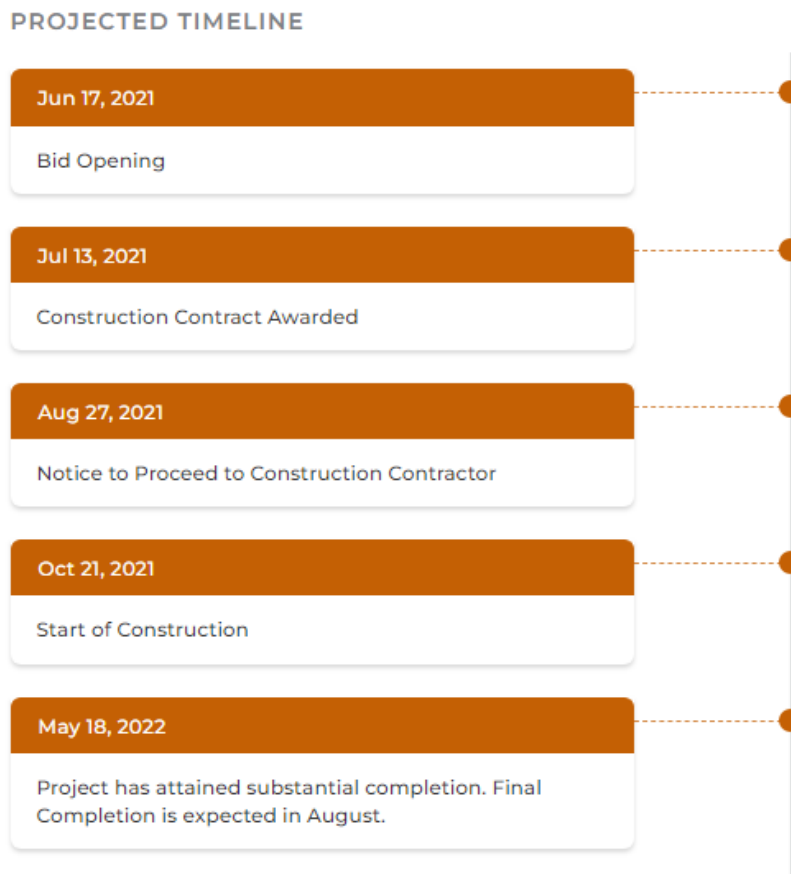 PROJECTED TIMELINE
Jun 17, 2021
Bid Opening
Jul 13, 2021
Construction Contract Awarded
Aug 27, 2021
Notice to Proceed to Construction Contractor
Oct 21, 2021
Start of Construction
May 18, 2022
Project has attained substantial completion. Final
Completion is expected in August.